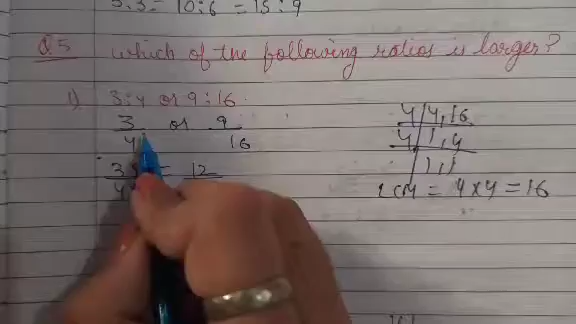 5:3 = 10:6 = 15:9
Q5 which of the following ratios is larger?
1) 3:4 or 9:16
3 or 9
4 16
3 = 12
4
4 | 4, 16
4 | 1, 4
1, 1
LCM = 4 x 4 = 16